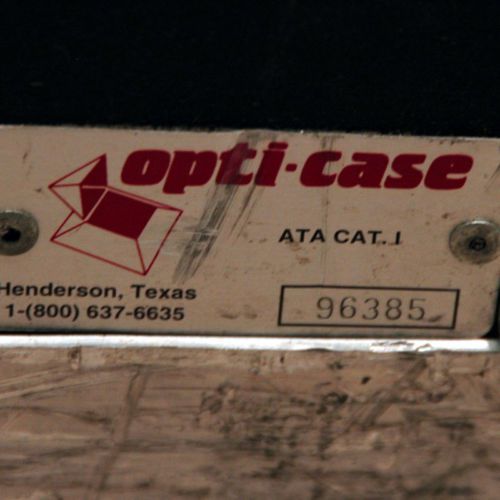 opti-case
ATA CAT. I
Henderson, Texas
1-(800) 637-6635
96385